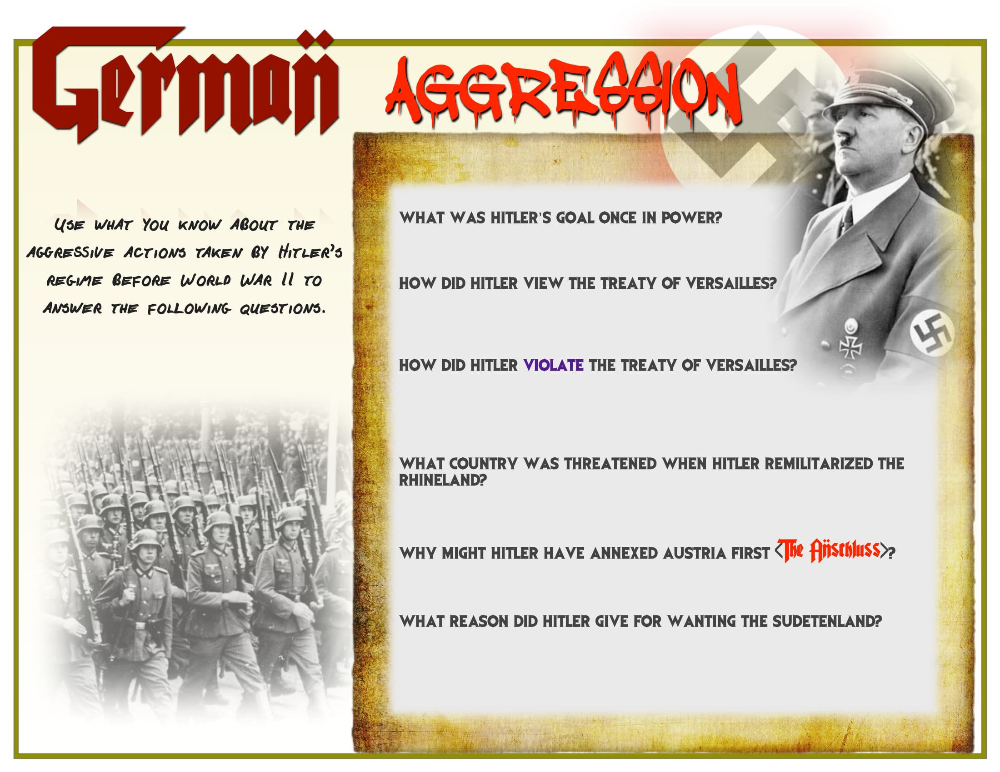 Germän
AGGRESSION
Use what you know about the
aggressive actions taken by Hitler's
regime before World War II to
answer the following questions.
WHAT WAS HITLER'S GOAL ONCE IN POWER?
HOW DID HITLER VIEW THE TREATY OF VERSAILLES?
HOW DID HITLER VIOLATE THE TREATY OF VERSAILLES?
WHAT COUNTRY WAS THREATENED WHEN HITLER REMILITARIZED THE
RHINELAND?
WHY MIGHT HITLER HAVE ANNEXED AUSTRIA FIRST <The Änschluss>?
WHAT REASON DID HITLER GIVE FOR WANTING THE SUDETENLAND?